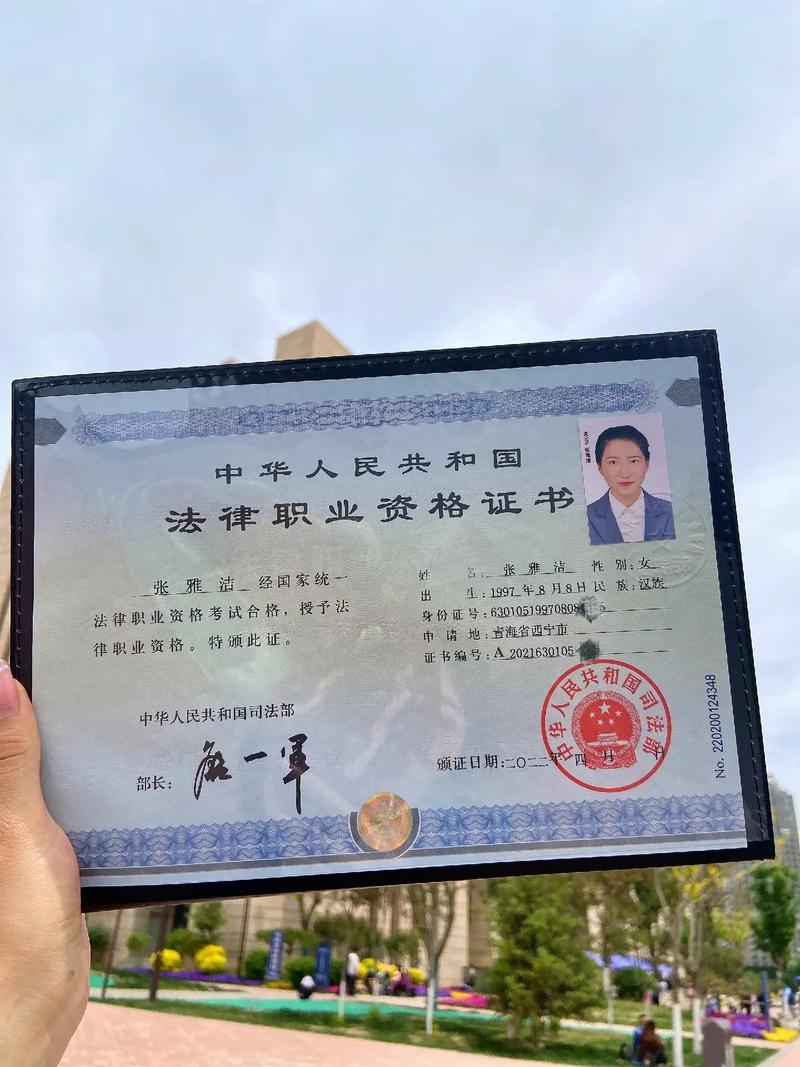 中华人民共和国
法律职业资格证书
张雅洁 经国家统一
法律职业资格考试合格，授予法
律职业资格。特颁此证。
姓 名：张雅洁 性别：女
出 生：1997年8月8日 民族：汉族
身份证号：63010519970808 5
申请地：青海省西宁市
证书编号：A 2021630105
中华人民共和国司法部
部长：
一軍
颁证日期：二〇二二年四月 日
中华人民共和国司法部
No. 220200124348